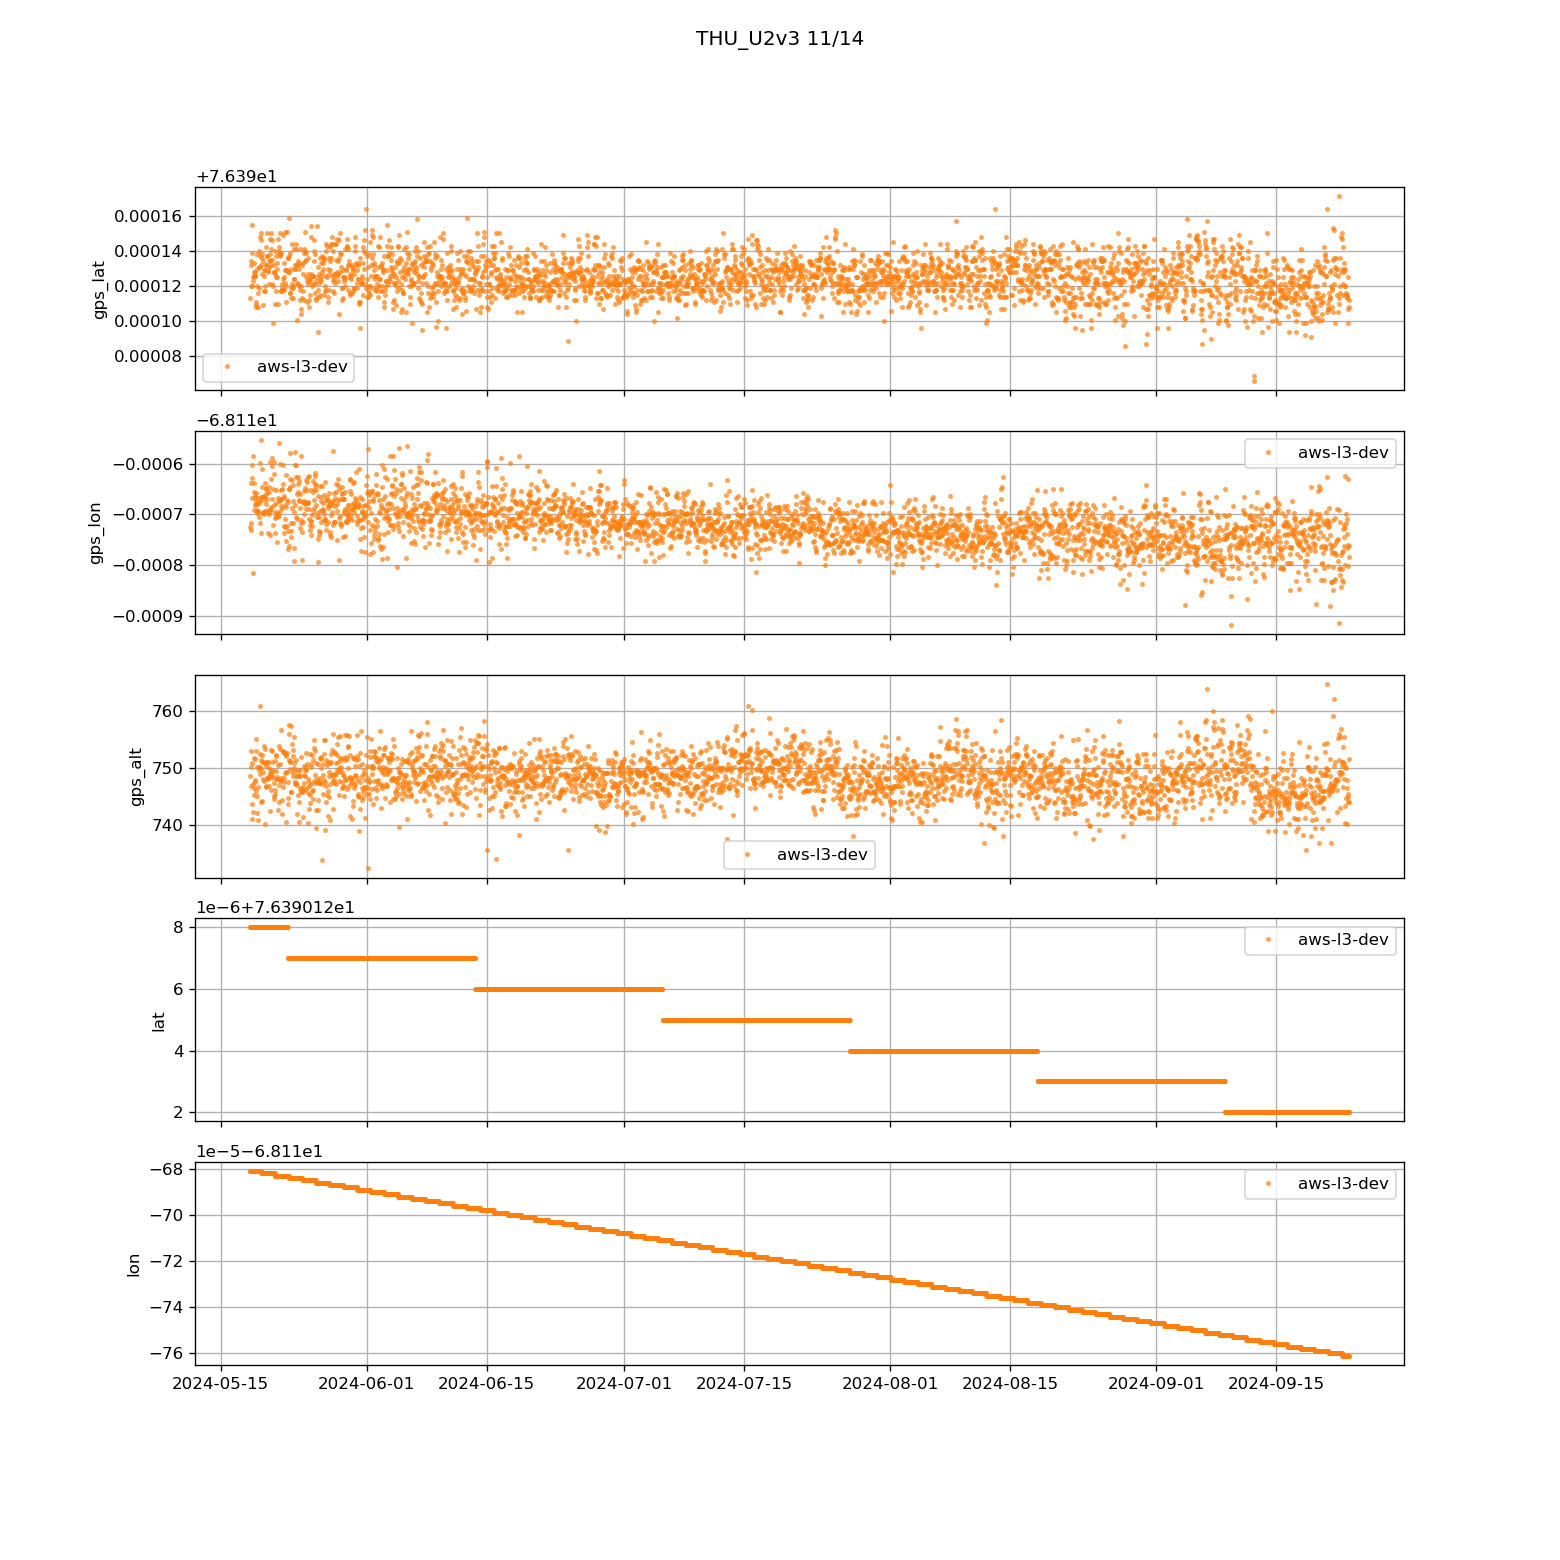 THU_U2v3 11/14
+7.639e1
0.00016
0.00014
0.00012
0.00010
0.00008
gps_lat
aws-l3-dev
−6.811e1
−0.0006
−0.0007
−0.0008
−0.0009
gps_lon
aws-l3-dev
760
750
740
gps_alt
aws-l3-dev
1e−6+7.639012e1
8
6
4
2
lat
aws-l3-dev
1e−5−6.811e1
−68
−70
−72
−74
−76
lon
aws-l3-dev
2024-05-15 2024-06-01 2024-06-15 2024-07-01 2024-07-15 2024-08-01 2024-08-15 2024-09-01 2024-09-15